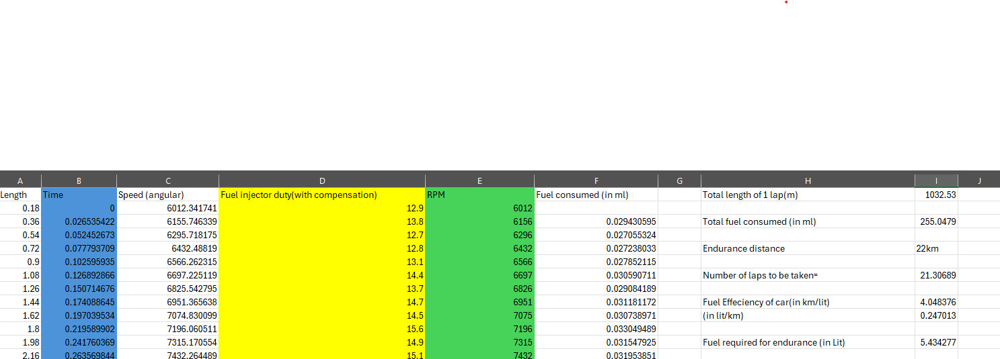 A B C D E F G H I J
Length Time Speed (angular) Fuel injector duty(with compensation) RPM Fuel consumed (in ml) Total length of 1 lap(m) 1032.53
0.18 0 6012.341741 12.9 6012
0.36 0.026535422 6155.746339 13.8 6156 0.029430595 Total fuel consumed (in ml) 255.0479
0.54 0.052452673 6295.718175 12.7 6296 0.027055324
0.72 0.077793709 6432.48819 12.8 6432 0.027238033 Endurance distance 22km
0.9 0.102595935 6566.262315 13.1 6566 0.027852115
1.08 0.126892866 6697.225119 14.4 6697 0.030590711 Number of laps to be taken= 21.30689
1.26 0.150714676 6825.542795 13.7 6826 0.029084189
1.44 0.174088645 6951.365638 14.7 6951 0.031181172 Fuel Effeciency of car(in km/lit) 4.048376
1.62 0.197039534 7074.830099 14.5 7075 0.030738971 (in lit/km) 0.247013
1.8 0.219589902 7196.060511 15.6 7196 0.033049489
1.98 0.241760369 7315.170554 14.9 7315 0.031547925 Fuel required for endurance (in Lit) 5.434277
2.16 0.263569844 7432.264489 15.1 7432 0.031953851